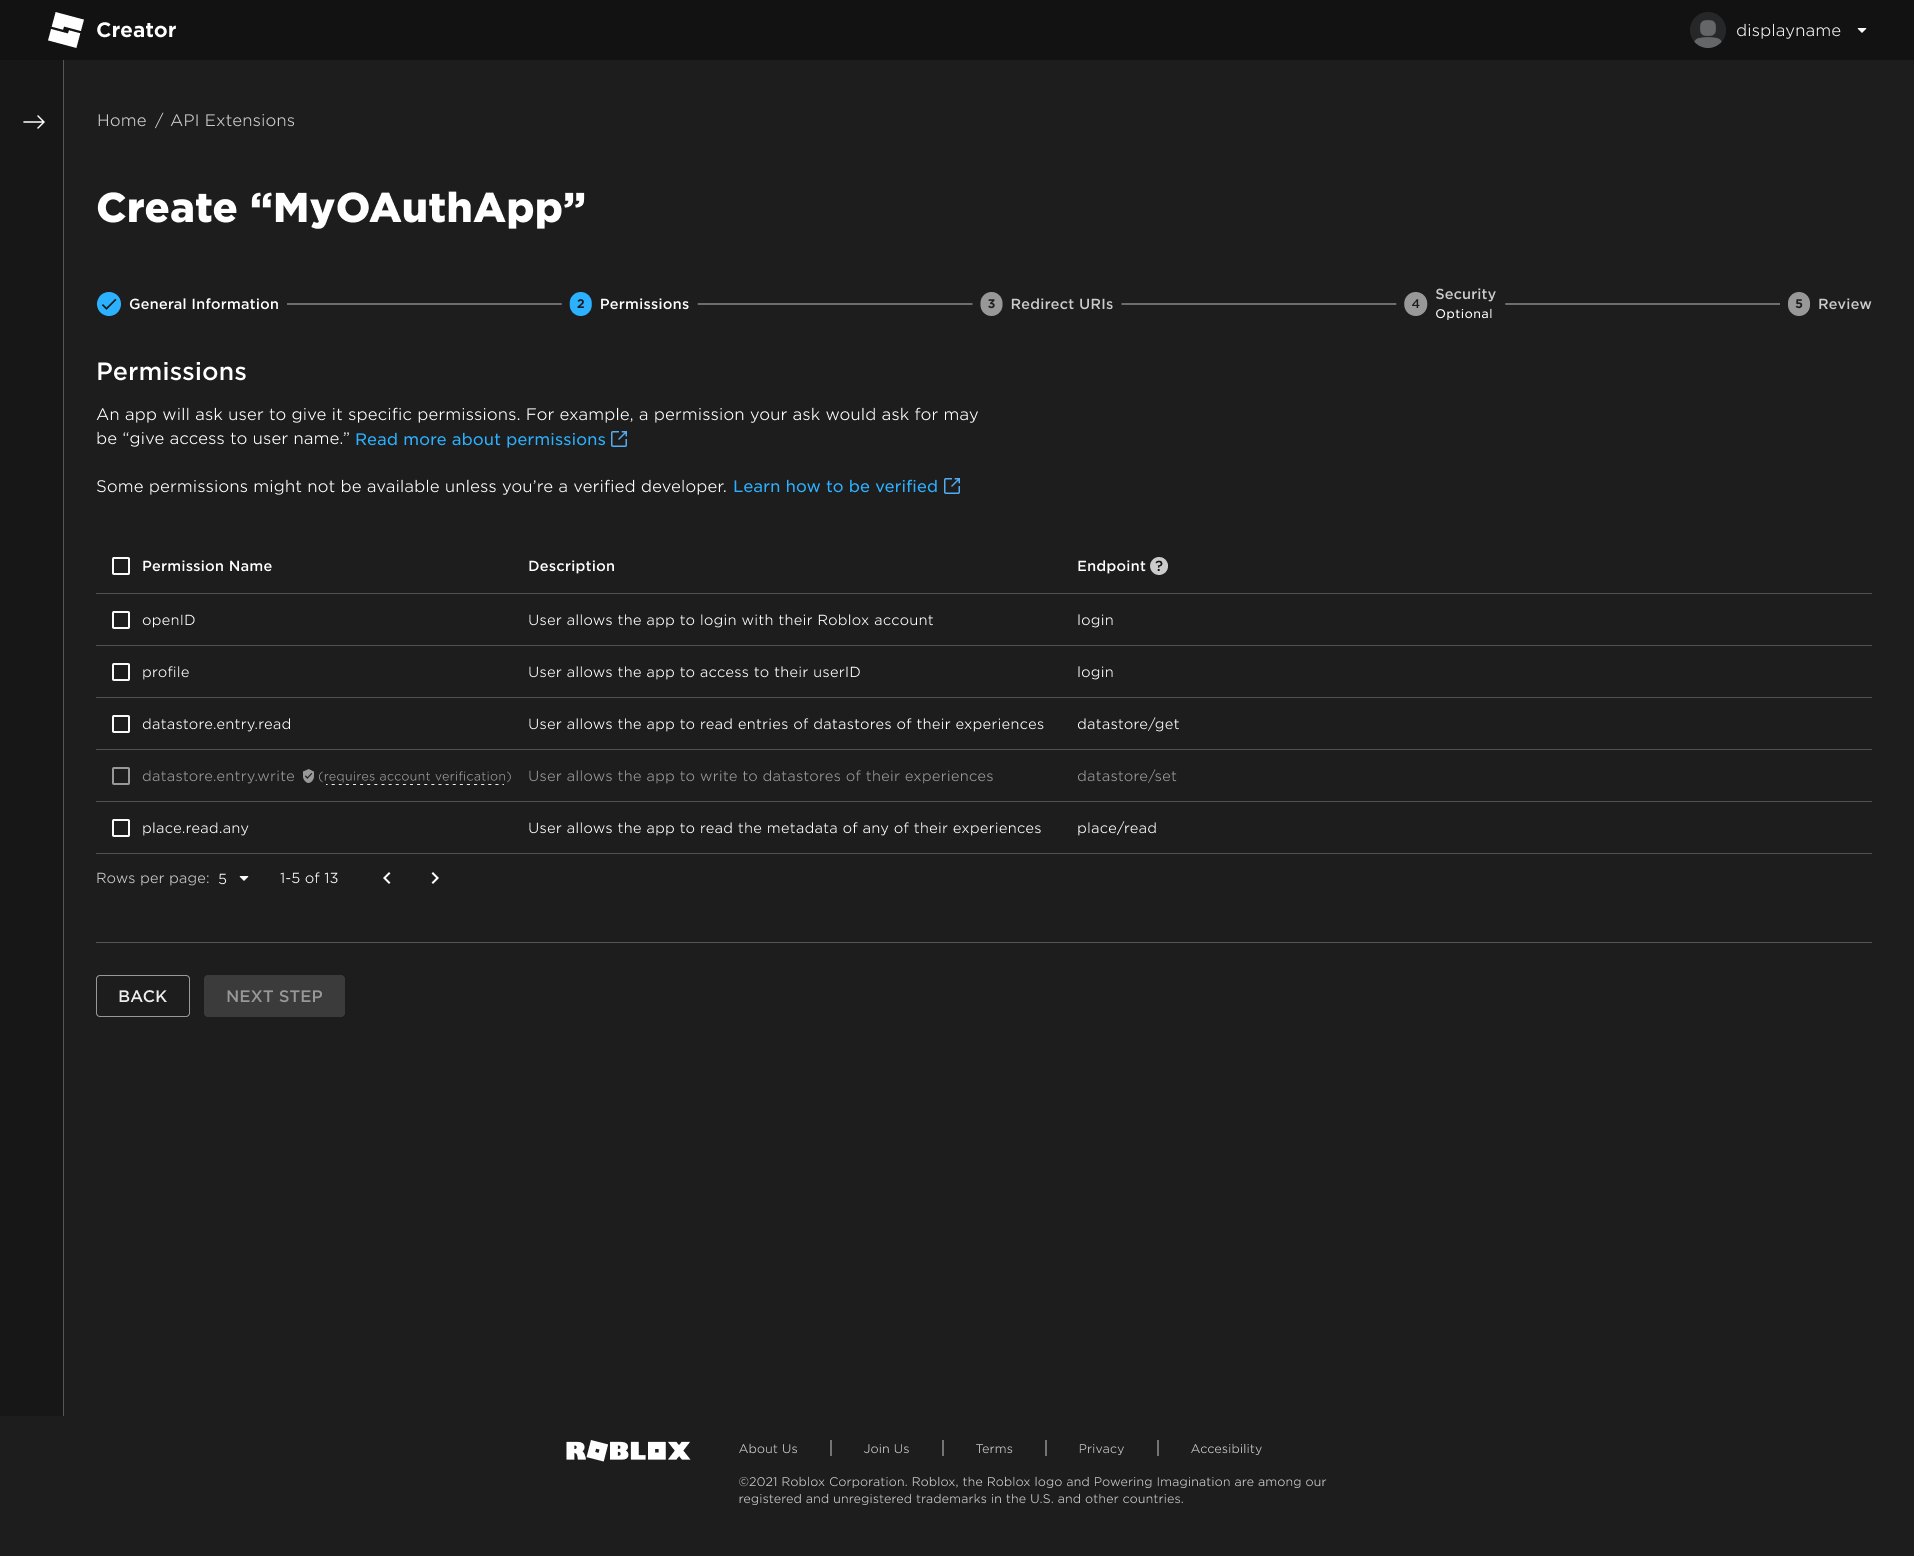 Creator
displayname
Home / API Extensions
Create “MyOAuthApp”
General Information
2 Permissions
3 Redirect URIs
4 Security
Optional
5 Review
Permissions
An app will ask user to give it specific permissions. For example, a permission your ask would ask for may
be “give access to user name.” Read more about permissions
Some permissions might not be available unless you’re a verified developer. Learn how to be verified
Permission Name Description Endpoint ?
openID User allows the app to login with their Roblox account login
profile User allows the app to access to their userID login
datastore.entry.read User allows the app to read entries of datastores of their experiences datastore/get
datastore.entry.write (requires account verification) User allows the app to write to datastores of their experiences datastore/set
place.read.any User allows the app to read the metadata of any of their experiences place/read
Rows per page: 5 1-5 of 13
BACK NEXT STEP
ROBLOX
About Us | Join Us | Terms | Privacy | Accesibility
©2021 Roblox Corporation. Roblox, the Roblox logo and Powering Imagination are among our
registered and unregistered trademarks in the U.S. and other countries.